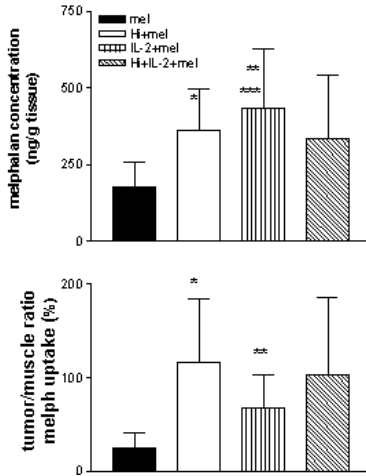 mel
Hi+mel
IL-2+mel
Hi+IL-2+mel
melphalan concentration
(ng/g tissue)
750
500
250
0
*
**
***
tumor/muscle ratio
melph uptake (%)
200
100
0
*
**